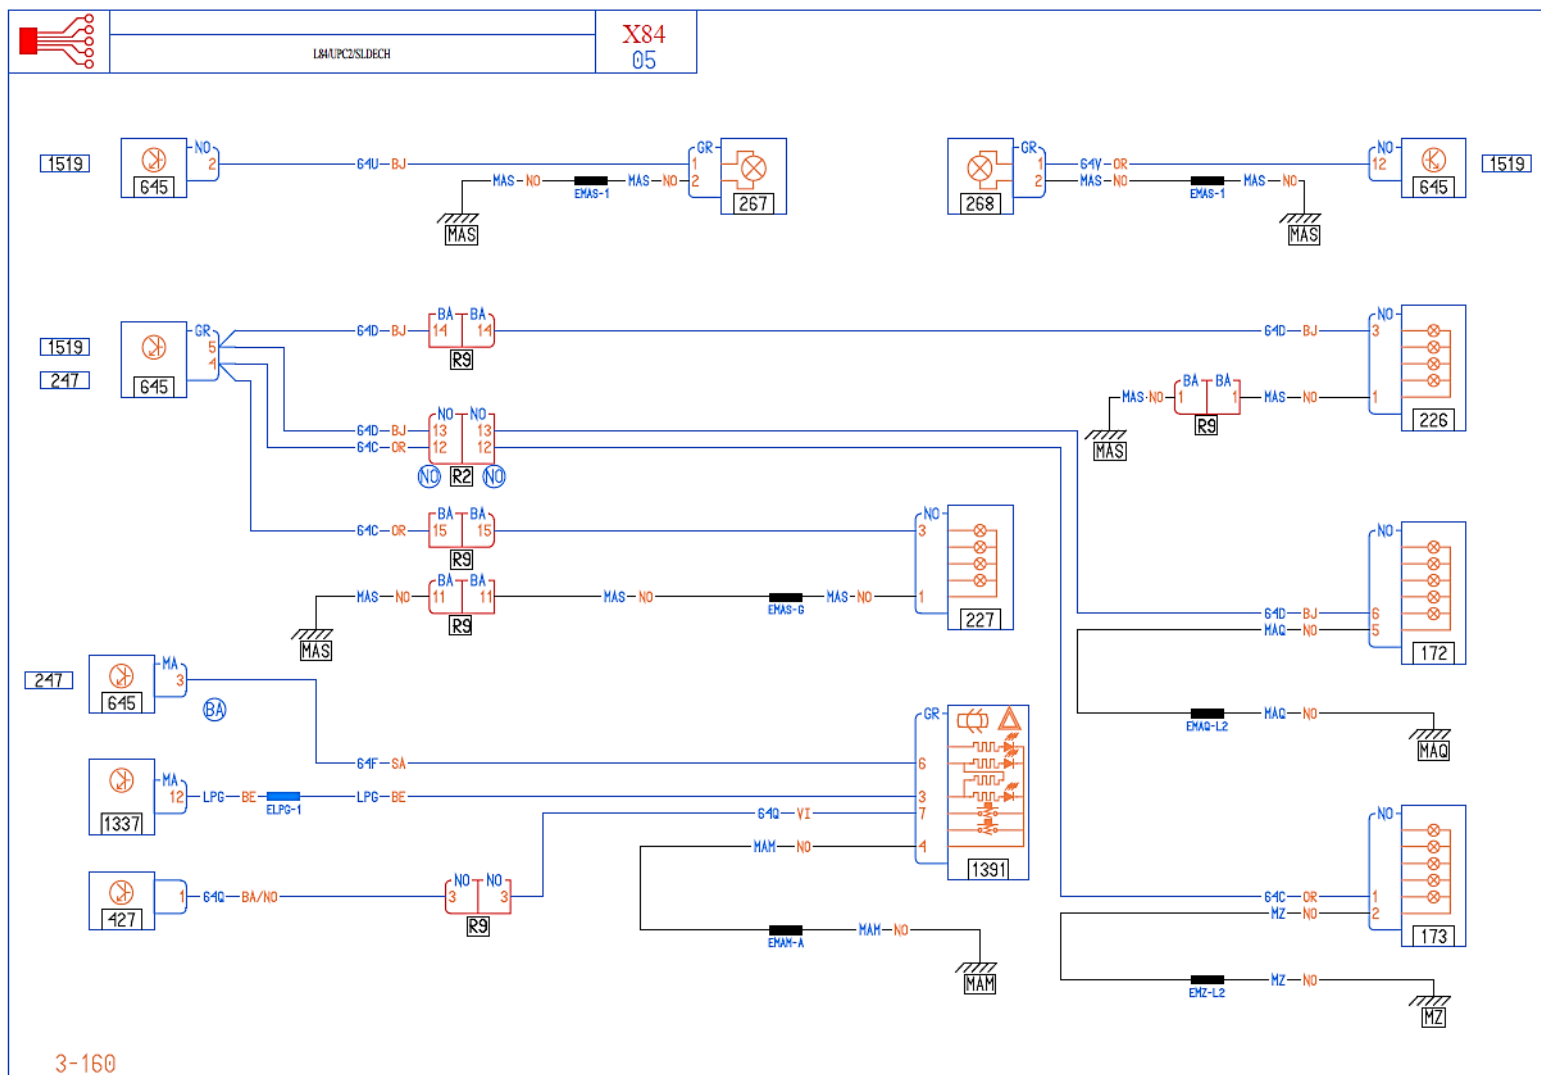 X84
L84/UPC2/SLDECH
05
1519 645 NO 2 64U BJ GR 1 267
MAS NO EMAS-1 MAS NO 2
MAS
268 GR 1 64V OR NO 12 645 1519
2 MAS NO EMAS-1 MAS NO
MAS
1519 247 645 GR 5 4
64D BJ BA BA 14 14 R9 64D BJ NO 3 226
MAS NO BA BA 1 1 R9 MAS NO 1
MAS
64D BJ NO NO 13 13
64C OR 12 12
NO R2 NO
64C OR BA BA 15 15 R9 NO 3 227
MAS NO BA BA 11 11 R9 MAS NO EMAS-G MAS NO 1
MAS
NO 172
64D BJ 6
MAQ NO 5
EMAQ-L2 MAQ NO
MAQ
247 645 MA 3 BA
64F SA GR 6 1391
1337 MA 12 LPG BE ELPG-1 LPG BE 3
64Q VI 7
MAM NO 4
427 1 64Q BA/NO NO NO 3 3 R9
EMAM-A MAM NO
MAM
NO 173
64C OR 1
MZ NO 2
EMZ-L2 MZ NO
MZ
3-160